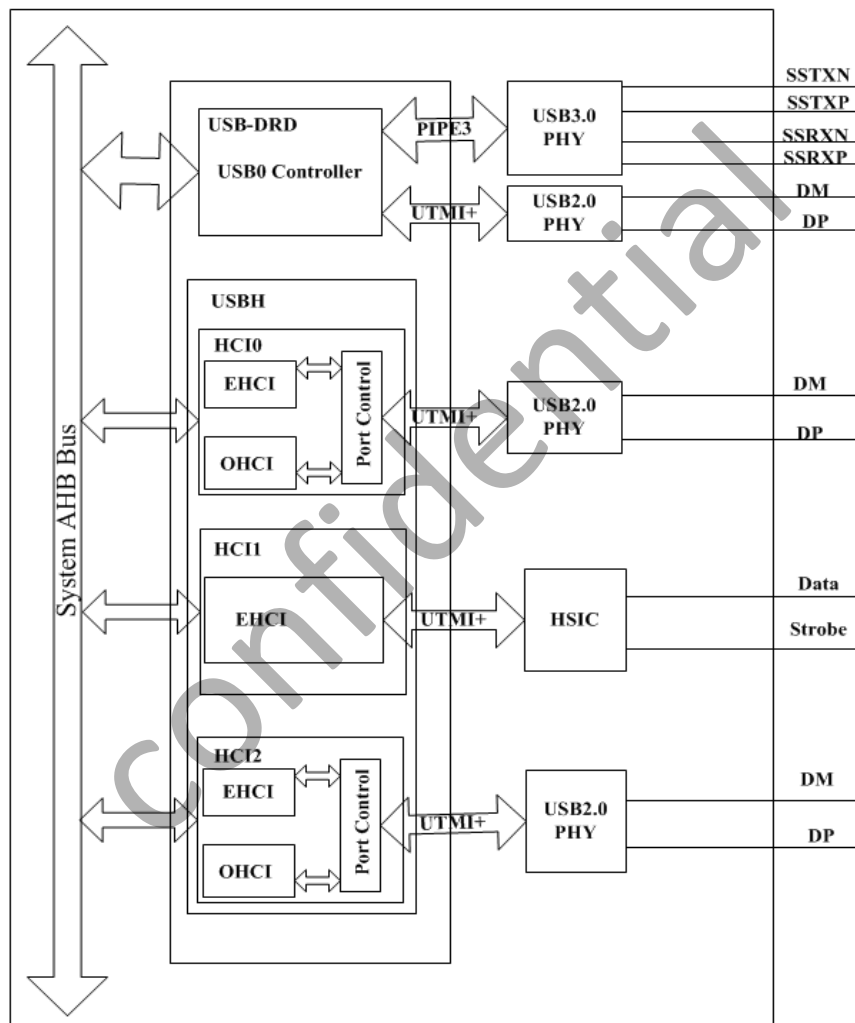 SSTXN
USB-DRD
PIPE3
USB3.0
PHY
SSTXP
USB0 Controller
SSRXN
SSRXP
UTMI+
USB2.0
PHY
DM
DP
USBH
HCI0
EHCI
OHCI
Port Control
UTMI+
USB2.0
PHY
DM
DP
System AHB Bus
HCI1
EHCI
UTMI+
HSIC
Data
Strobe
HCI2
EHCI
OHCI
Port Control
UTMI+
USB2.0
PHY
DM
DP
confidential